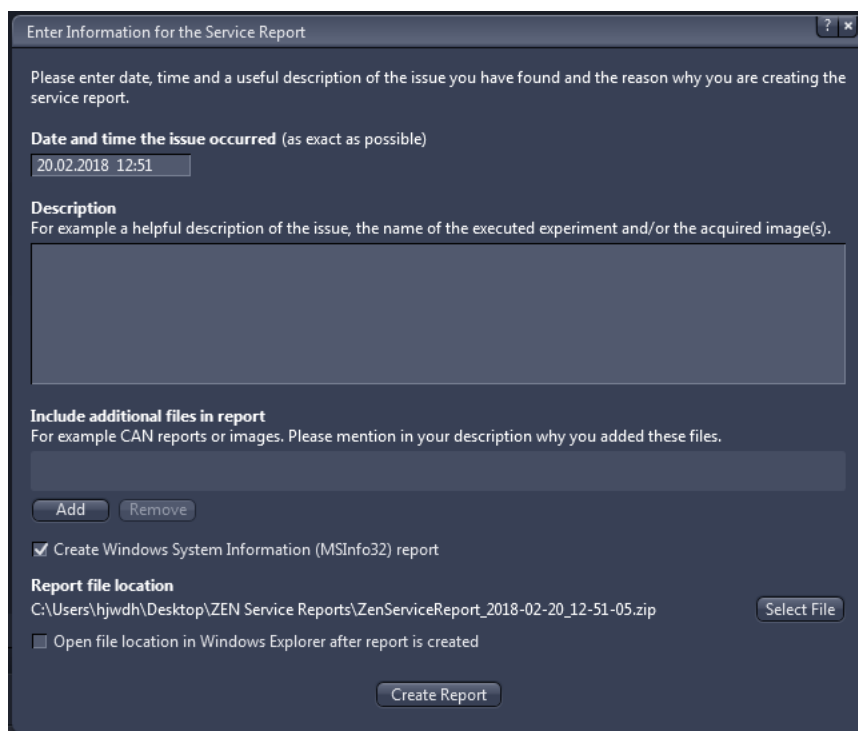 Enter Information for the Service Report
? ×
Please enter date, time and a useful description of the issue you have found and the reason why you are creating the
service report.
Date and time the issue occurred (as exact as possible)
20.02.2018 12:51
Description
For example a helpful description of the issue, the name of the executed experiment and/or the acquired image(s).
Include additional files in report
For example CAN reports or images. Please mention in your description why you added these files.
Add Remove
Create Windows System Information (MSInfo32) report
Report file location
C:\Users\hjwdh\Desktop\ZEN Service Reports\ZenServiceReport_2018-02-20_12-51-05.zip Select File
Open file location in Windows Explorer after report is created
Create Report